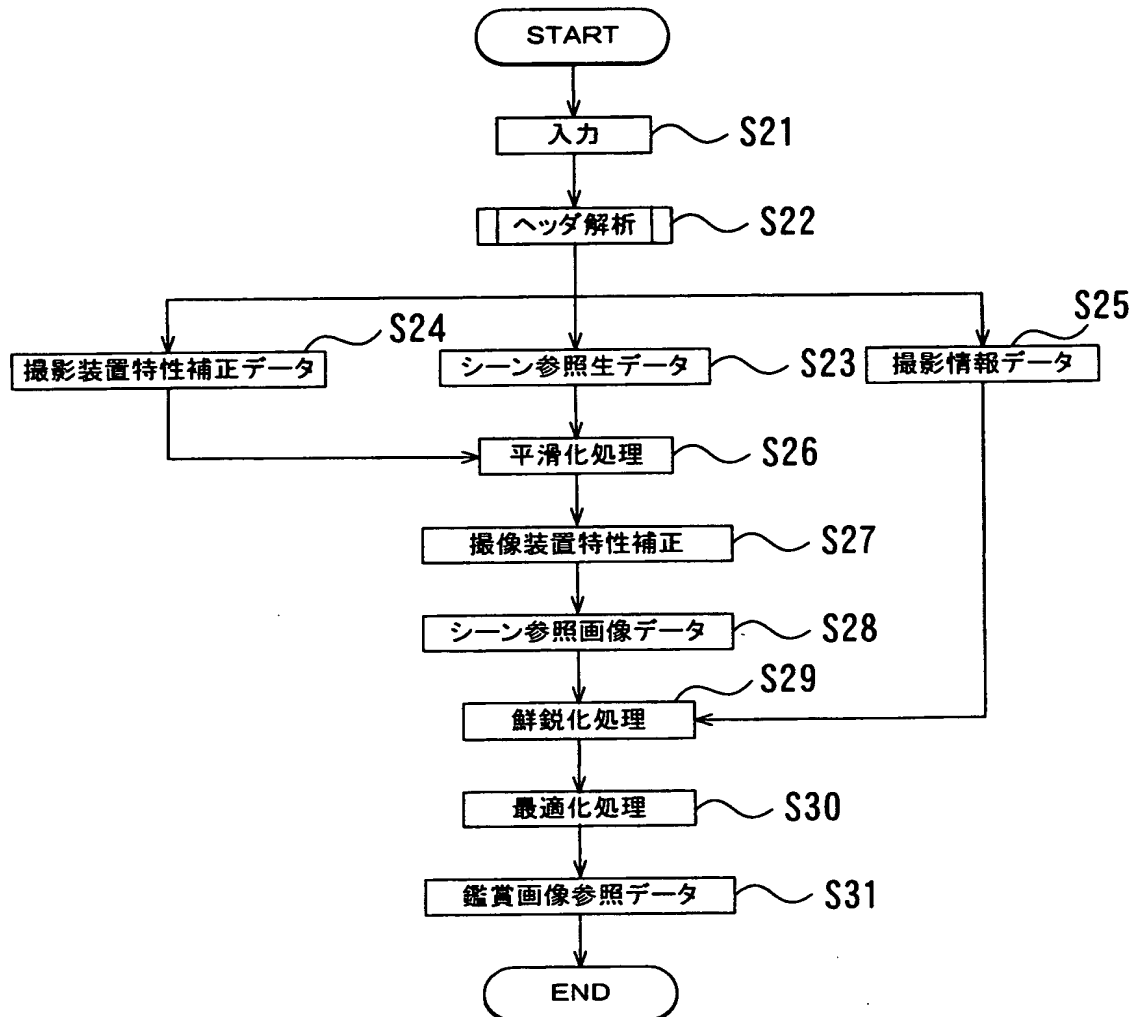 START
入力
S21
ヘッダ解析
S22
撮影装置特性補正データ
S24
シーン参照生データ
S23
撮影情報データ
S25
平滑化処理
S26
撮像装置特性補正
S27
シーン参照画像データ
S28
鮮鋭化処理
S29
最適化処理
S30
鑑賞画像参照データ
S31
END